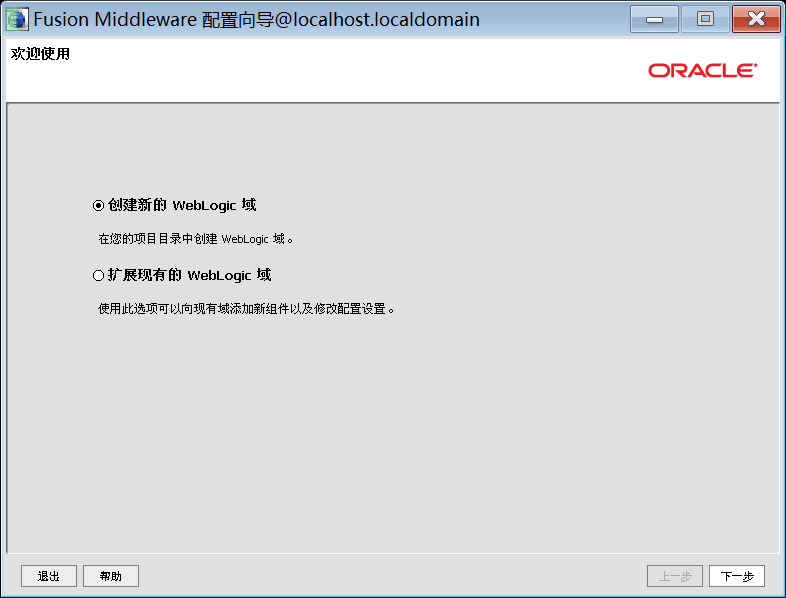 Fusion Middleware 配置向导@localhost.localdomain
欢迎使用
ORACLE
创建新的 WebLogic 域
在您的项目目录中创建 WebLogic 域。
扩展现有的 WebLogic 域
使用此选项可以向现有域添加新组件以及修改配置设置。
退出 帮助 上一步 下一步